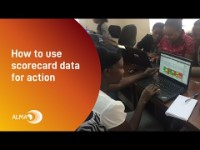 How to use
scorecard data
for action
ALMA